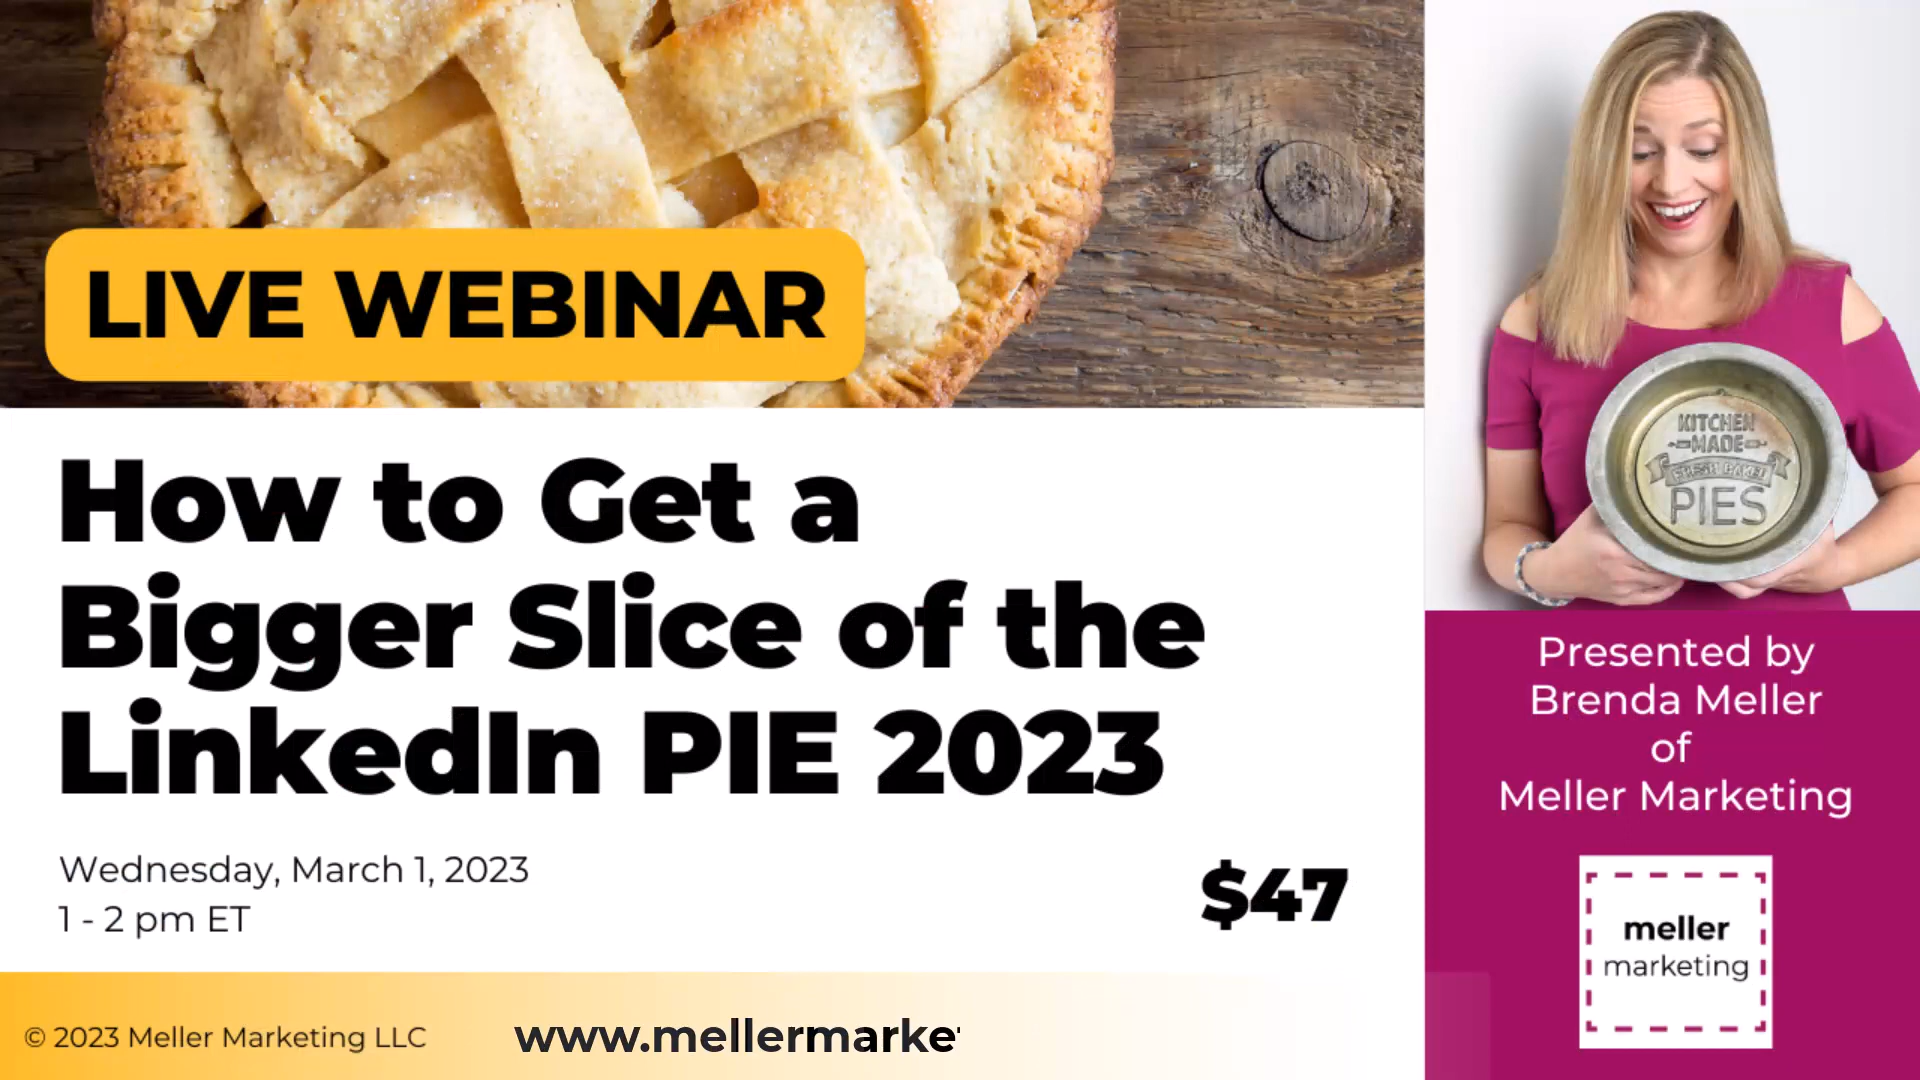 LIVE WEBINAR
How to Get a
Bigger Slice of the
LinkedIn PIE 2023
Wednesday, March 1, 2023
1 - 2 pm ET
$47
© 2023 Meller Marketing LLC
www.mellermarke
KITCHEN
MADE
FRESH BAKED
PIES
Presented by
Brenda Meller
of
Meller Marketing
meller
marketing